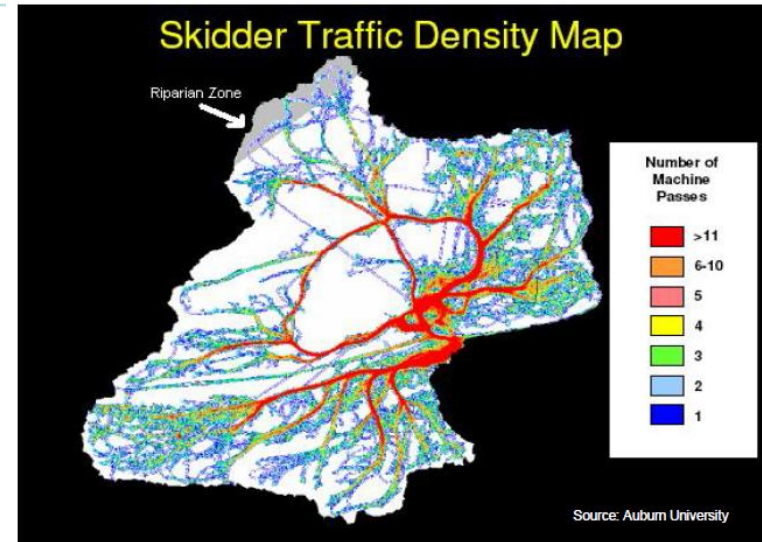 Skidder Traffic Density Map
Riparian Zone
Number of
Machine
Passes
>11
6-10
5
4
3
2
1
Source: Auburn University